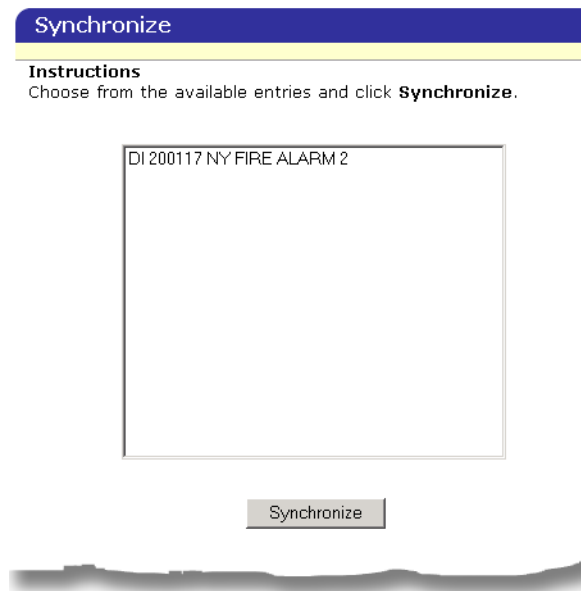 Synchronize
Instructions
Choose from the available entries and click Synchronize.
DI 200117 NY FIRE ALARM 2
Synchronize